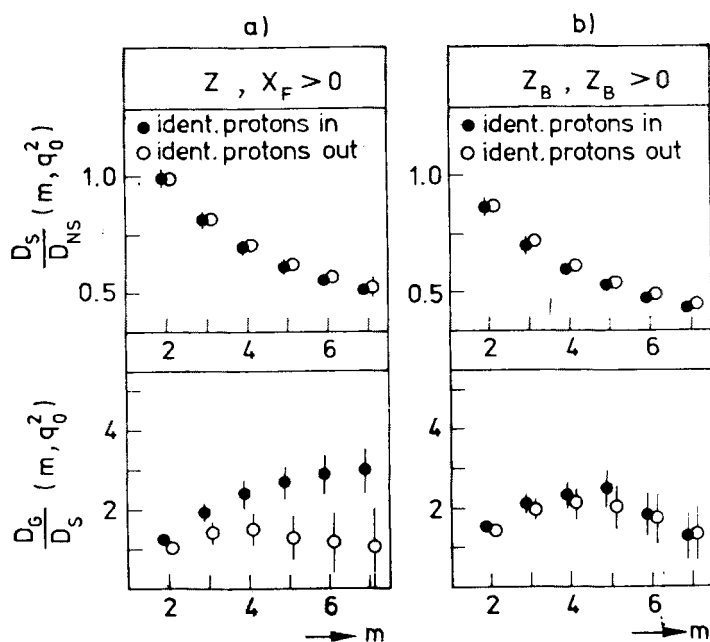 a)
b)
Z , X_F > 0
Z_B , Z_B > 0
● ident. protons in
○ ident. protons out
● ident. protons in
○ ident. protons out
D_S/D_NS (m, q_0^2)
1.0
0.5
1.0
0.5
2 4 6
2 4 6
D_G/D_S (m, q_0^2)
4
2
4
2
2 4 6
2 4 6
→ m
→ m